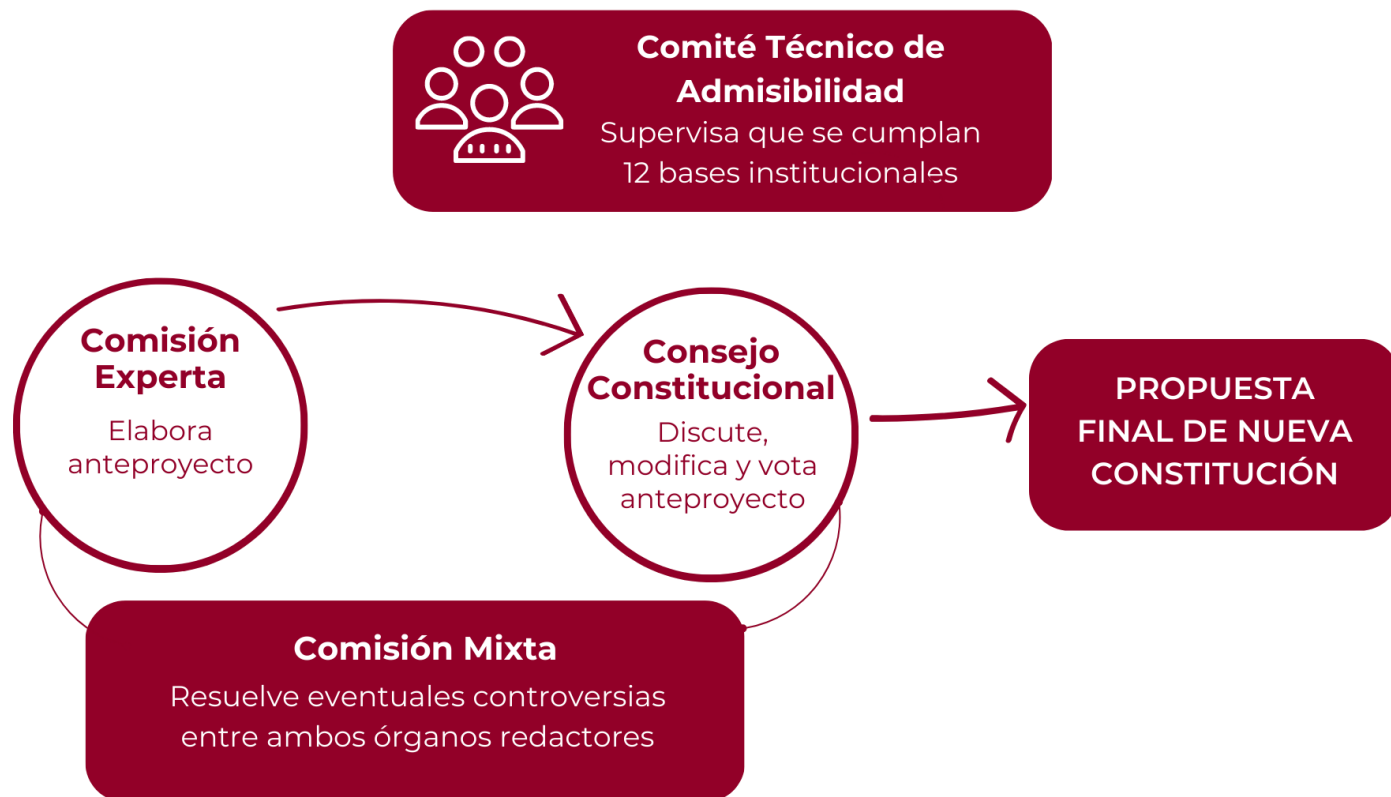 Comité Técnico de
Admisibilidad
Supervisa que se cumplan
12 bases institucionales
Comisión
Experta
Elabora
anteproyecto
Consejo
Constitucional
Discute,
modifica y vota
anteproyecto
PROPUESTA
FINAL DE NUEVA
CONSTITUCIÓN
Comisión Mixta
Resuelve eventuales controversias
entre ambos órganos redactores